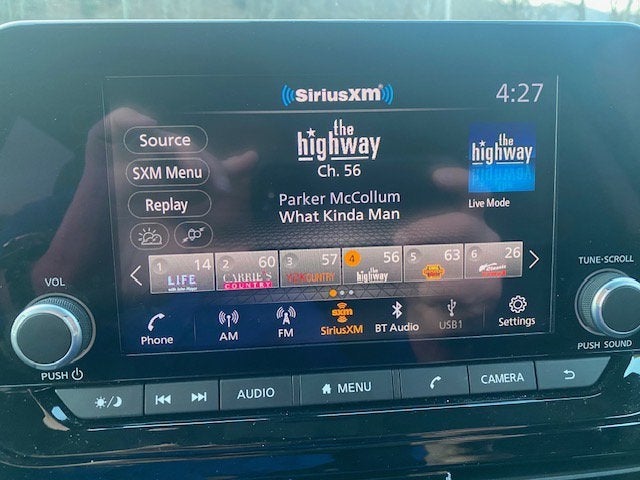 SiriusXM
4:27
the
highway
Ch. 56
the
highway
Live Mode
Source
SXM Menu
Replay
Parker McCollum
What Kinda Man
1 14
LIFE
2 60
CARRIE'S
COUNTRY
3 57
Y2KOUNTRY
4 56
the
highway
5 63
6 26
VOL
PUSH
TUNE·SCROLL
PUSH SOUND
Phone
AM
FM
sxm
SiriusXM
BT Audio
USB1
Settings
AUDIO
MENU
CAMERA